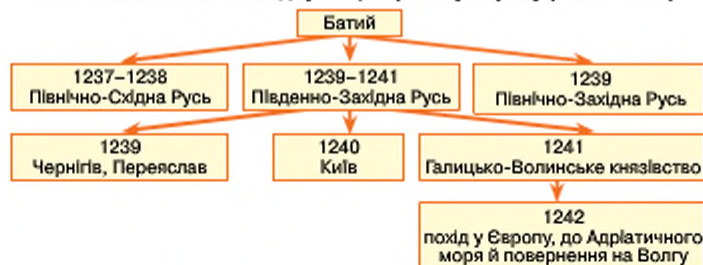 Батий
1237–1238
Північно-Східна Русь
1239–1241
Південно-Західна Русь
1239
Північно-Західна Русь
1239
Чернігів, Переяслав
1240
Київ
1241
Галицько-Волинське князівство
1242
похід у Європу, до Адріатичного
моря й повернення на Волгу